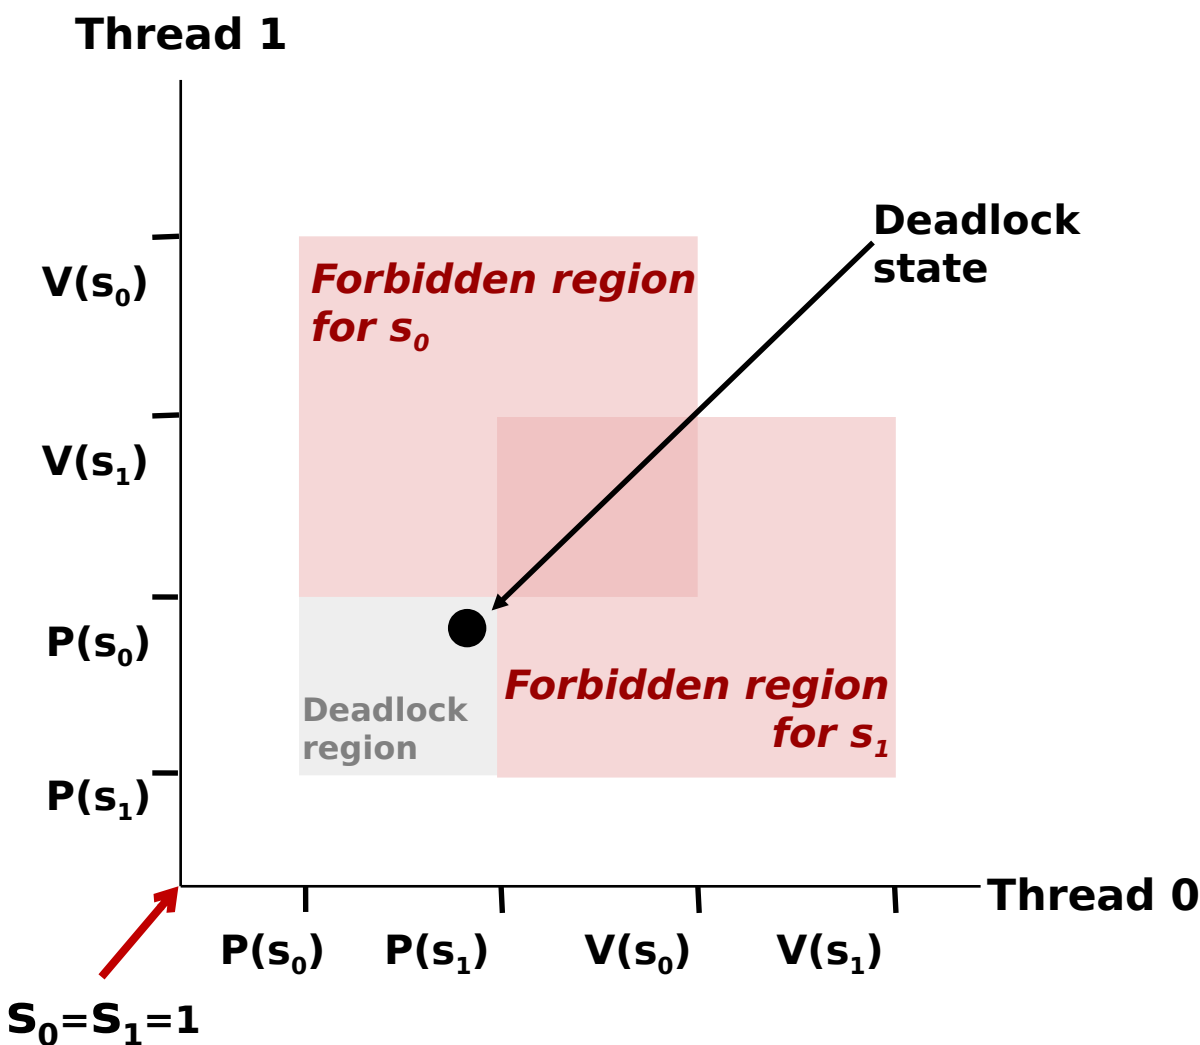 Thread 1
Deadlock
state
V(s₀)
Forbidden region
for s₀
V(s₁)
P(s₀)
Forbidden region
for s₁
Deadlock
region
P(s₁)
Thread 0
P(s₀) P(s₁) V(s₀) V(s₁)
s₀=s₁=1